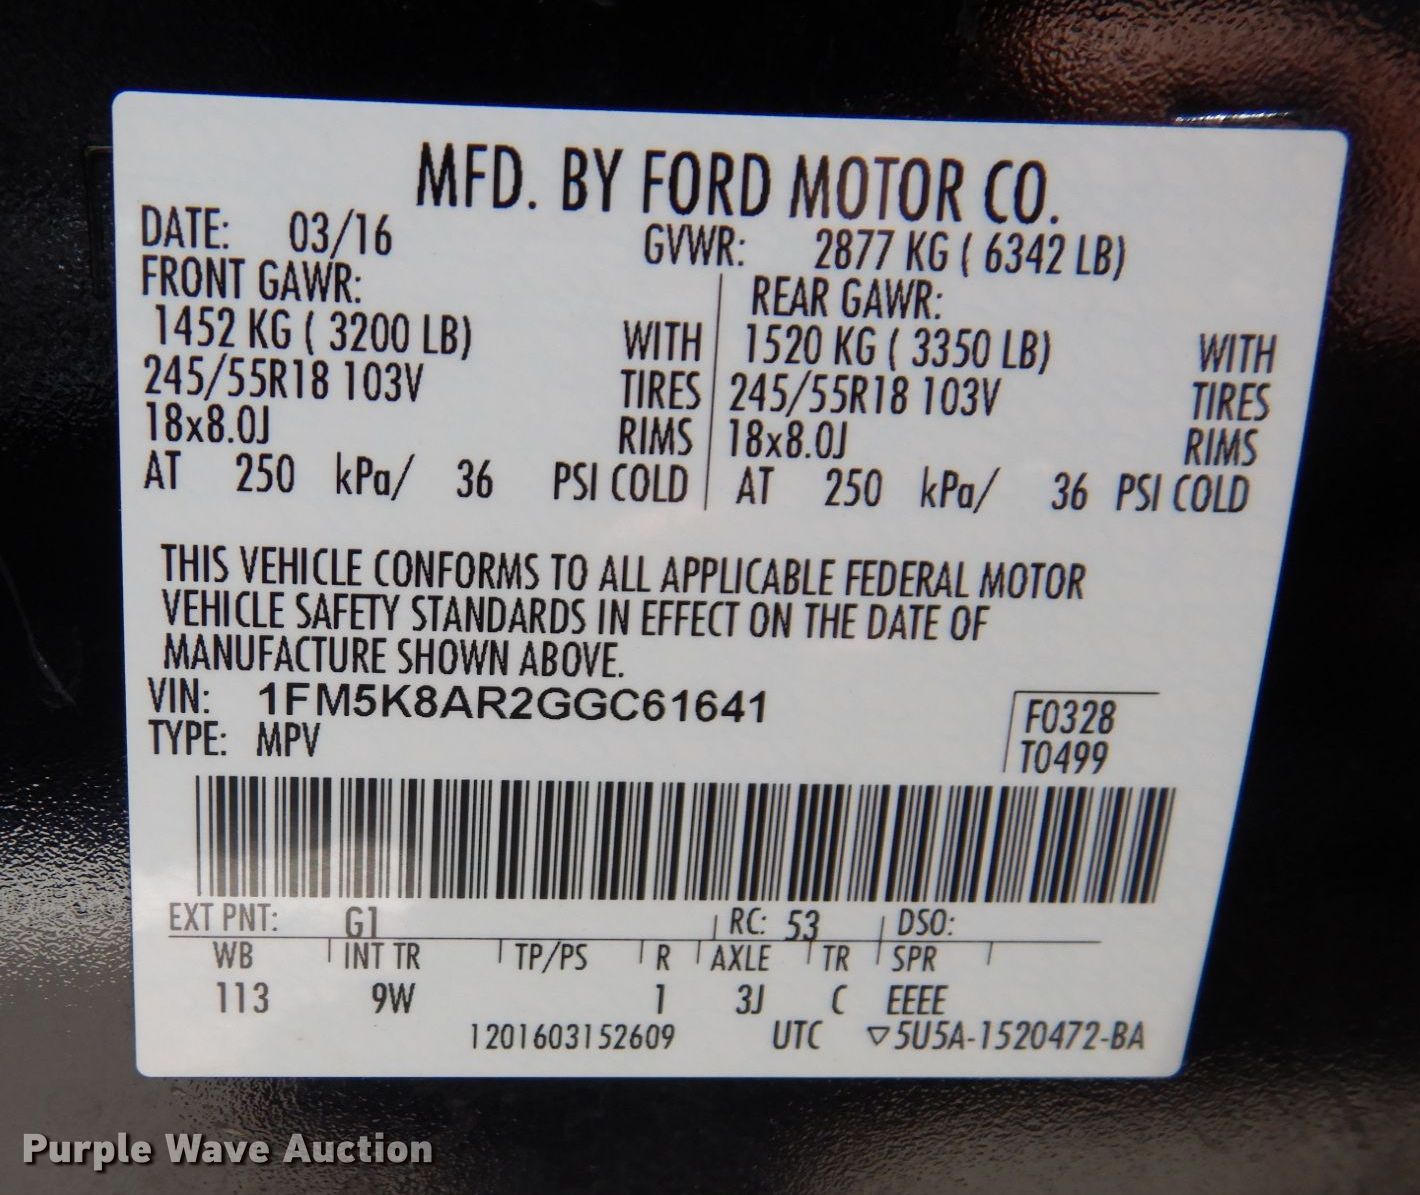 MFD. BY FORD MOTOR CO.
DATE: 03/16 GVWR: 2877 KG ( 6342 LB)
FRONT GAWR: REAR GAWR:
1452 KG ( 3200 LB) WITH 1520 KG ( 3350 LB) WITH
245/55R18 103V TIRES 245/55R18 103V TIRES
18x8.0J RIMS 18x8.0J RIMS
AT 250 kPa/ 36 PSI COLD AT 250 kPa/ 36 PSI COLD
THIS VEHICLE CONFORMS TO ALL APPLICABLE FEDERAL MOTOR
VEHICLE SAFETY STANDARDS IN EFFECT ON THE DATE OF
MANUFACTURE SHOWN ABOVE.
VIN: 1FM5K8AR2GGC61641
TYPE: MPV
F0328
T0499
EXT PNT: G1 RC: 53 DSO:
WB INT TR TP/PS R AXLE TR SPR
113 9W 1 3J C EEEE
1201603152609 UTC ▽5U5A-1520472-BA
Purple Wave Auction